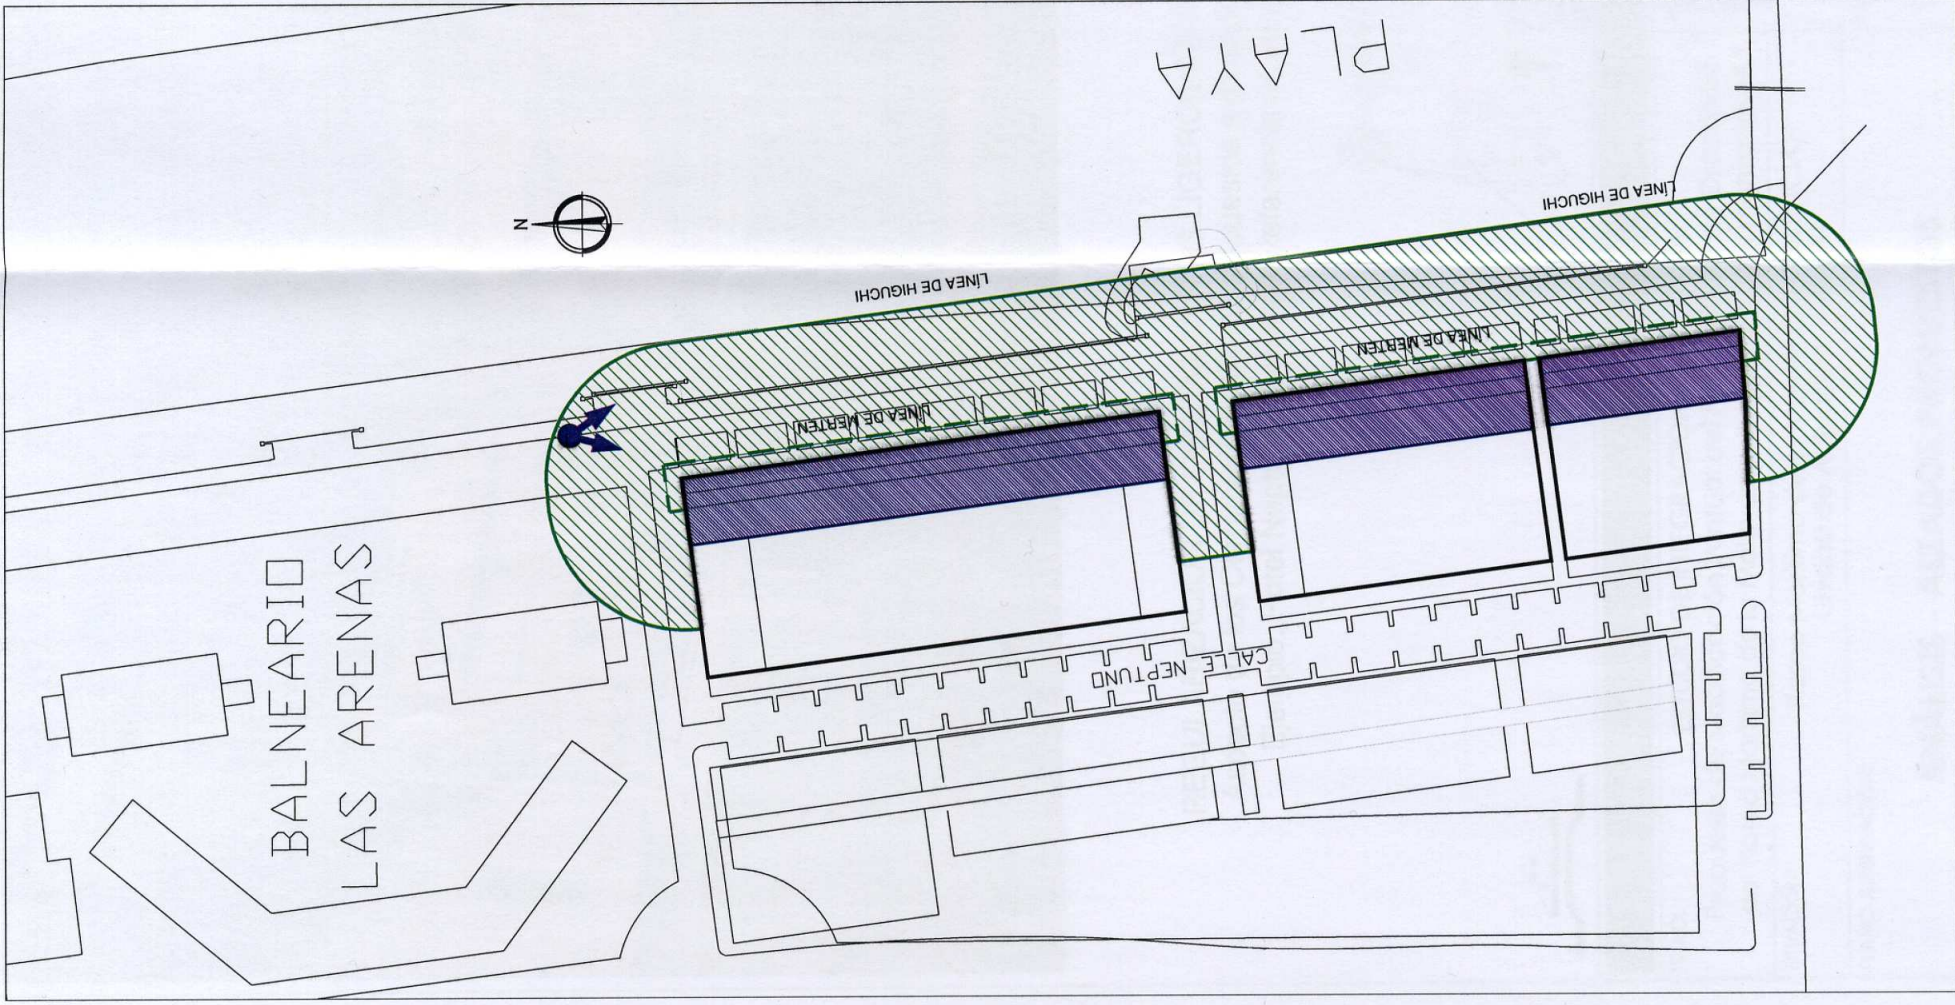 PLAYA
N
LÍNEA DE HIGUCHI
LÍNEA DE HIGUCHI
LÍNEA DE MERTEN
LÍNEA DE MERTEN
BALNEARIO
LAS ARENAS
CALLE NEPTUNO